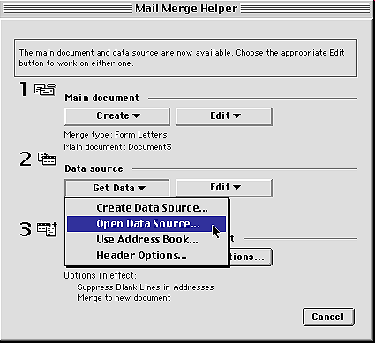 Mail Merge Helper
The main document and data source are now available. Choose the appropriate Edit
button to work on either one.
1
Main document
Create
Edit
Merge type: Form Letters
Main document: Document3
2
Data source
Get Data
Edit
Create Data Source...
Open Data Source...
Use Address Book...
Header Options...
3
Options in effect:
Suppress Blank Lines in addresses
Merge to new document
Cancel